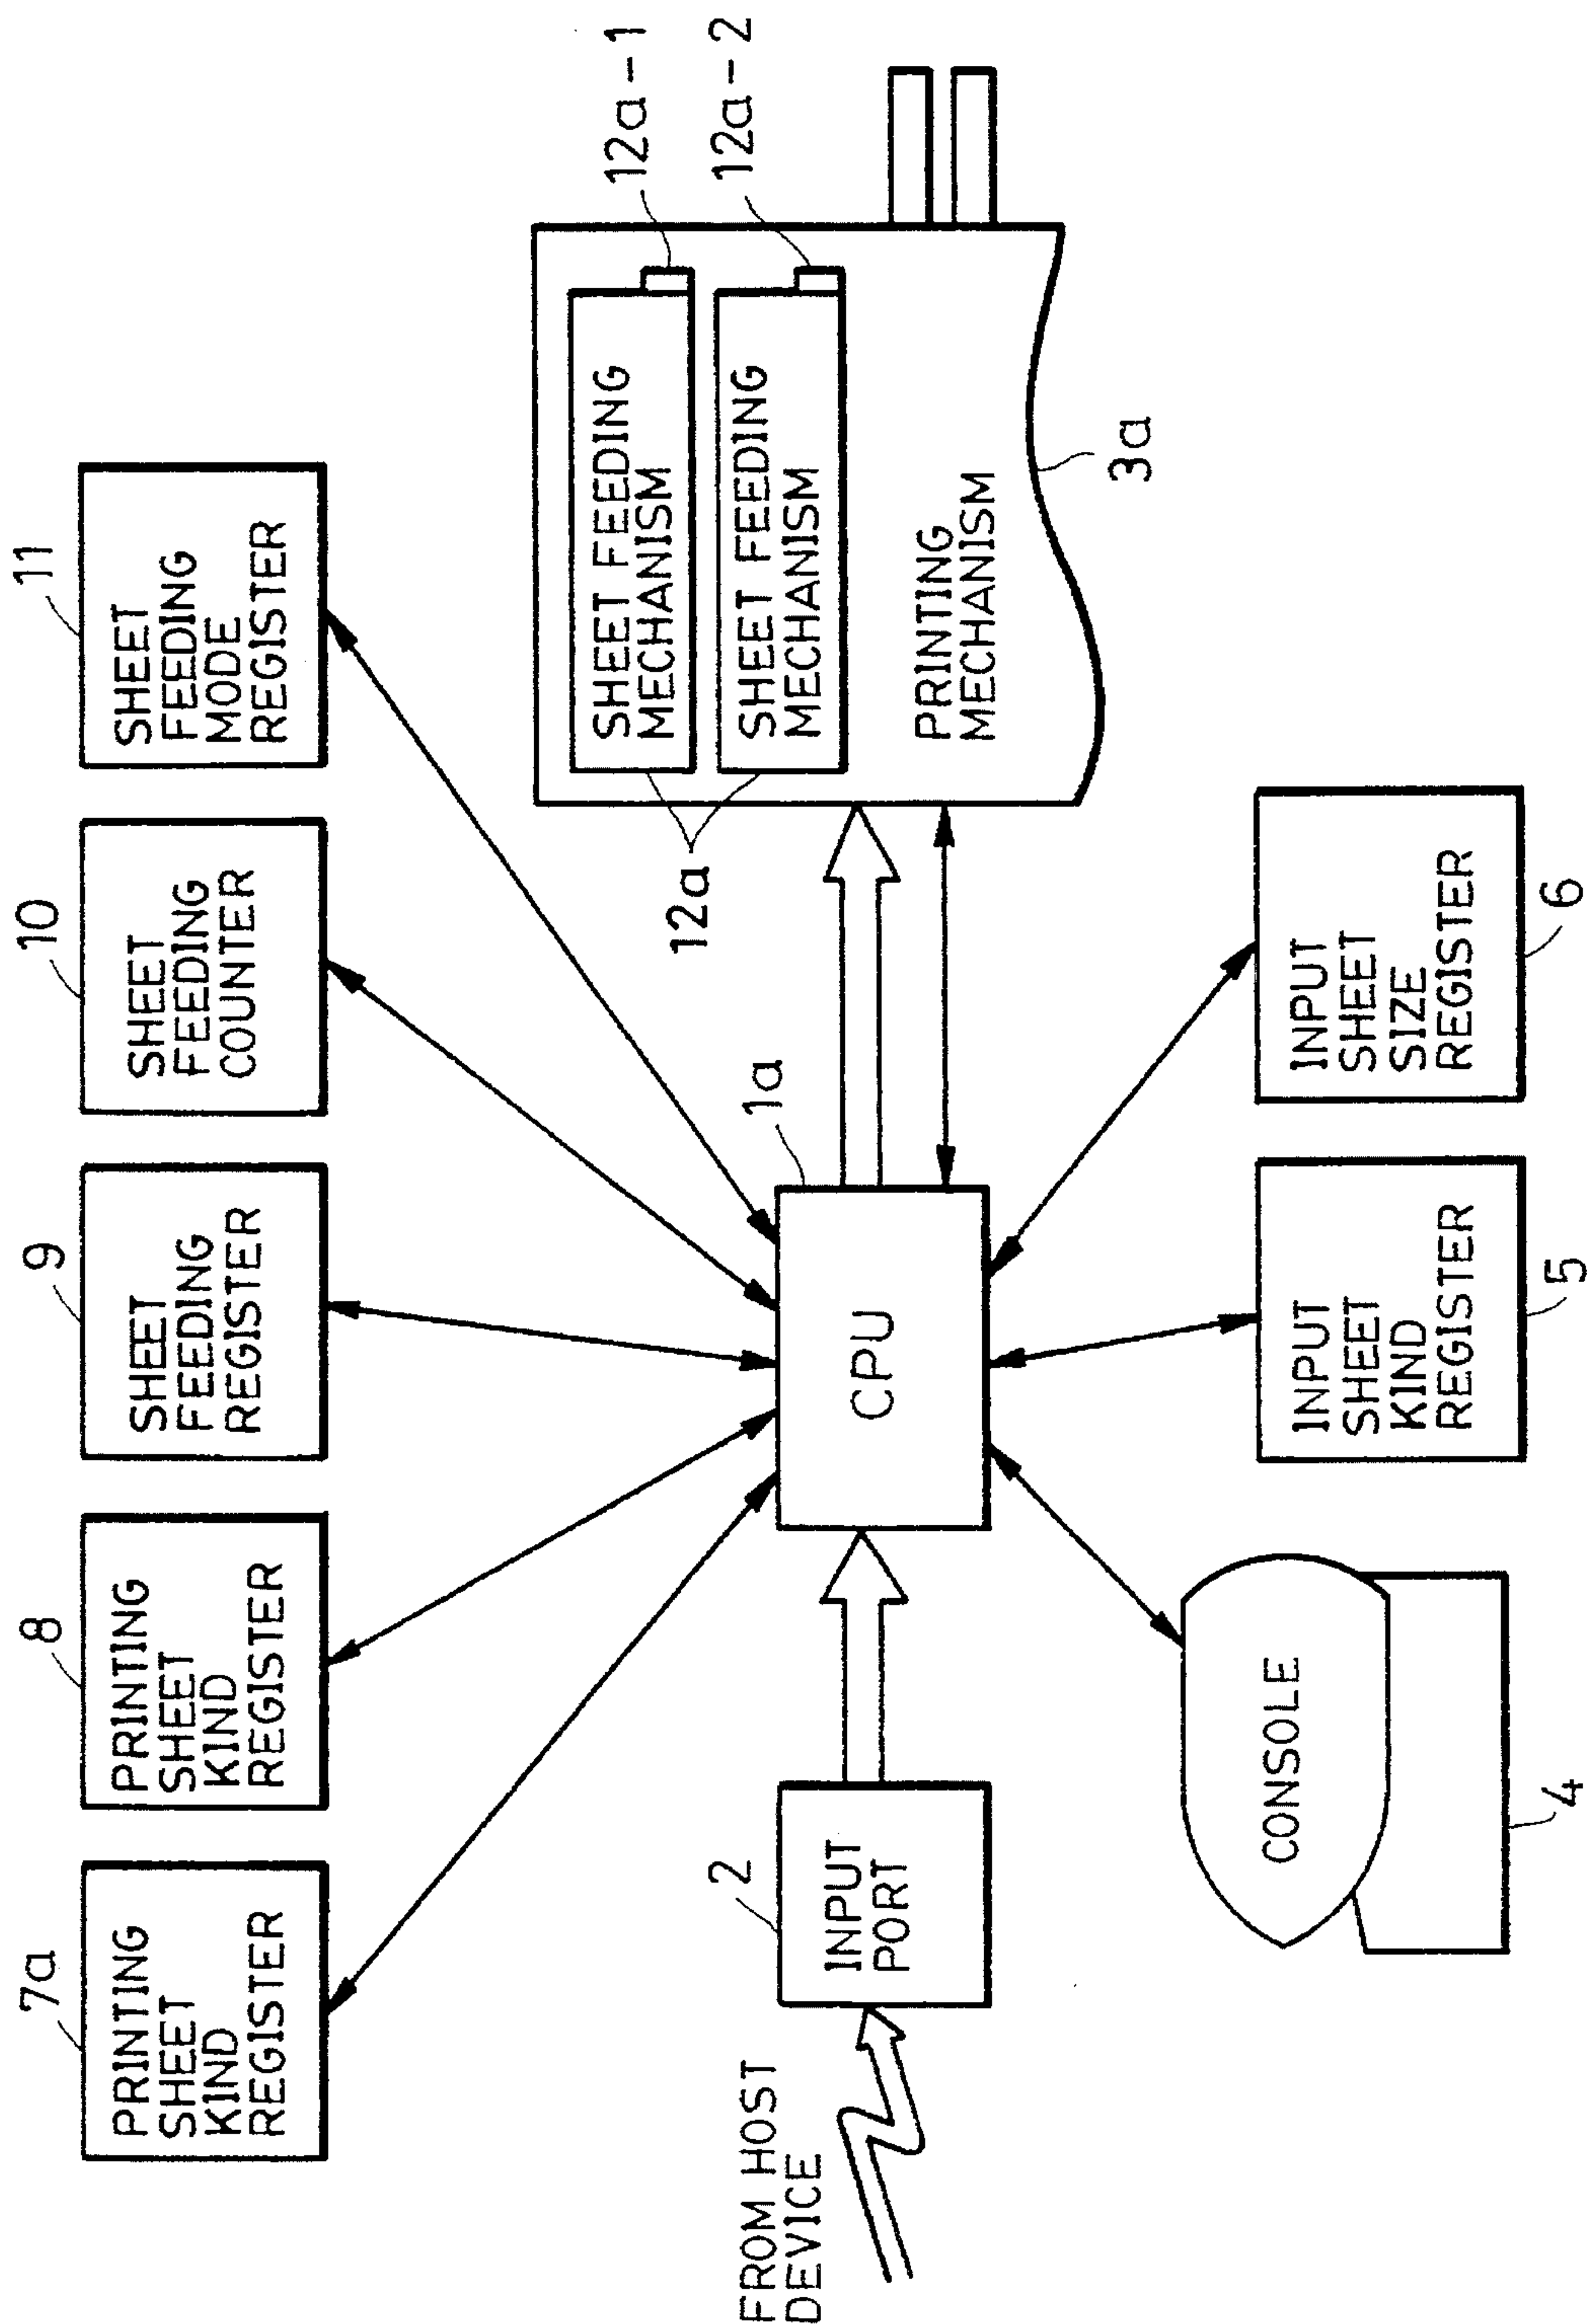 7a
PRINTING
SHEET
KIND
REGISTER
8
PRINTING
SHEET
KIND
REGISTER
9
SHEET
FEEDING
REGISTER
10
SHEET
FEEDING
COUNTER
11
SHEET
FEEDING
MODE
REGISTER
FROM HOST
DEVICE
2
INPUT
PORT
1a
CPU
12a
SHEET FEEDING
MECHANISM
12a-1
SHEET FEEDING
MECHANISM
12a-2
PRINTING
MECHANISM
3a
CONSOLE
4
INPUT
SHEET
KIND
REGISTER
5
INPUT
SHEET
SIZE
REGISTER
6